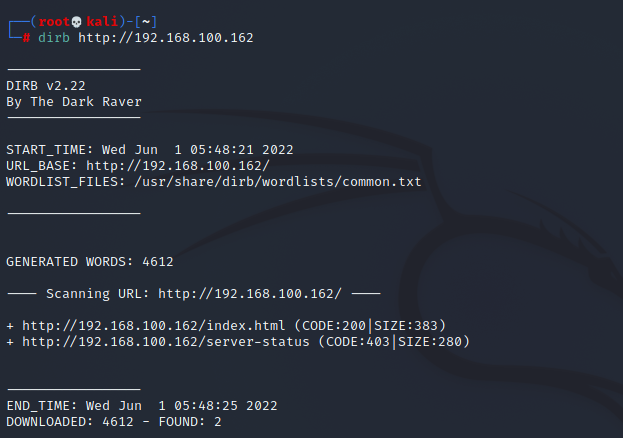 ┌──(root💀kali)-[~]
└─# dirb http://192.168.100.162
-----------------
DIRB v2.22
By The Dark Raver
-----------------
START_TIME: Wed Jun  1 05:48:21 2022
URL_BASE: http://192.168.100.162/
WORDLIST_FILES: /usr/share/dirb/wordlists/common.txt
-----------------
GENERATED WORDS: 4612
---- Scanning URL: http://192.168.100.162/ ----
+ http://192.168.100.162/index.html (CODE:200|SIZE:383)
+ http://192.168.100.162/server-status (CODE:403|SIZE:280)
-----------------
END_TIME: Wed Jun  1 05:48:25 2022
DOWNLOADED: 4612 - FOUND: 2